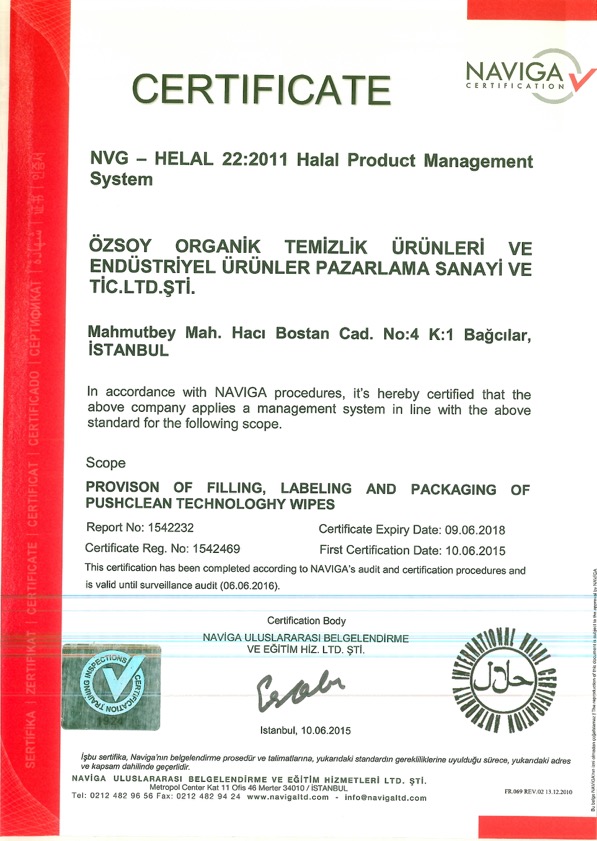 NAVIGA
CERTIFICATION
CERTIFICATE
NVG – HELAL 22:2011 Halal Product Management
System
ÖZSOY ORGANİK TEMİZLİK ÜRÜNLERİ VE
ENDÜSTRİYEL ÜRÜNLER PAZARLAMA SANAYİ VE
TİC.LTD.ŞTİ.
Mahmutbey Mah. Hacı Bostan Cad. No:4 K:1 Bağcılar,
İSTANBUL
In accordance with NAVIGA procedures, it's hereby certified that the
above company applies a management system in line with the above
standard for the following scope.
Scope
PROVISON OF FILLING, LABELING AND PACKAGING OF
PUSHCLEAN TECHNOLOGHY WIPES
Report No: 1542232
Certificate Expiry Date: 09.06.2018
Certificate Reg. No: 1542469
First Certification Date: 10.06.2015
This certification has been completed according to NAVIGA's audit and certification procedures and
is valid until surveillance audit (06.06.2016).
Certification Body
NAVİGA ULUSLARARASI BELGELENDİRME
VE EĞİTİM HİZ. LTD. ŞTİ.
CERTIFICATION TRAINING INSPECTIONS
1924
INTERNATIONAL HALAL CERTIFICATION AUTHORITY
حلال
Istanbul, 10.06.2015
İşbu sertifika, Naviga'nın belgelendirme prosedür ve talimatlarına, yukarıdaki standardın gerekliliklerine uyulduğu sürece, yukarıdaki adres
ve kapsam dahilinde geçerlidir.
NAVİGA ULUSLARARASI BELGELENDİRME VE EĞİTİM HİZMETLERİ LTD. ŞTİ.
Metropol Center Kat 11 Ofis 46 Merter 34010 / İSTANBUL
Tel: 0212 482 96 56 Fax: 0212 482 94 24 www.navigaltd.com - info@navigaltd.com
FR.069 REV.02 13.12.2010
SERTİFİKA | ZERTIFIKAT | CERTIFICATE | CERTIFICAT | CERTIFICADO | СЕРТИФИКАТ |